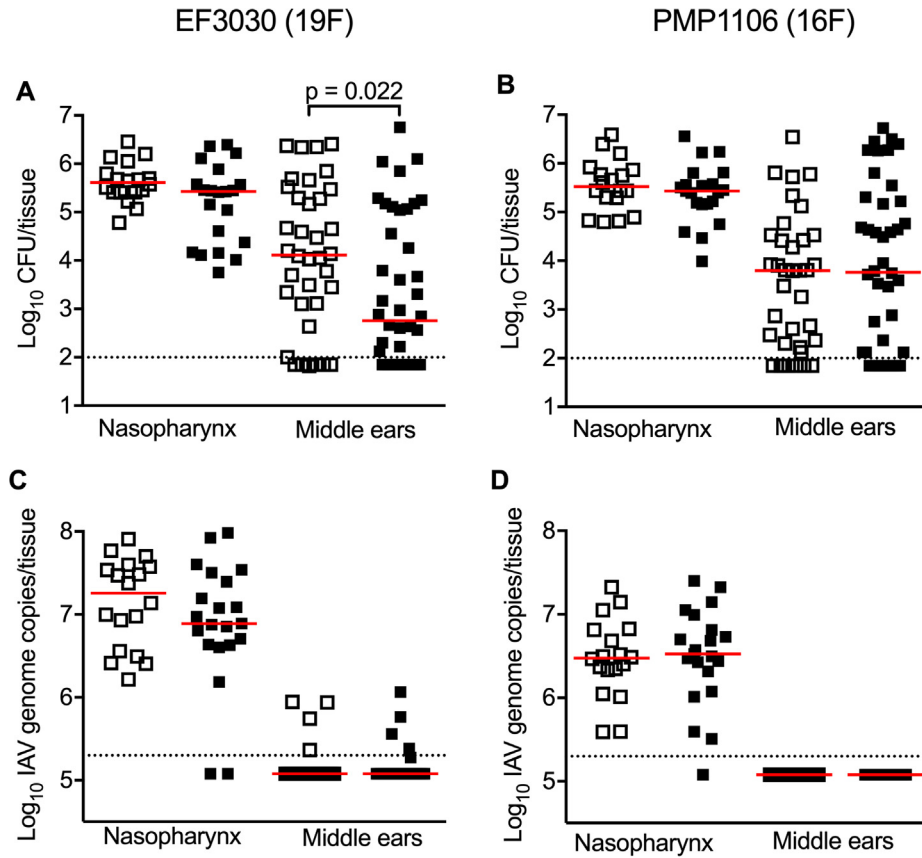 EF3030 (19F)
PMP1106 (16F)
A
p = 0.022
Log10 CFU/tissue
7
6
5
4
3
2
1
Nasopharynx
Middle ears
B
Log10 CFU/tissue
7
6
5
4
3
2
1
Nasopharynx
Middle ears
C
Log10 IAV genome copies/tissue
8
7
6
5
Nasopharynx
Middle ears
D
Log10 IAV genome copies/tissue
8
7
6
5
Nasopharynx
Middle ears